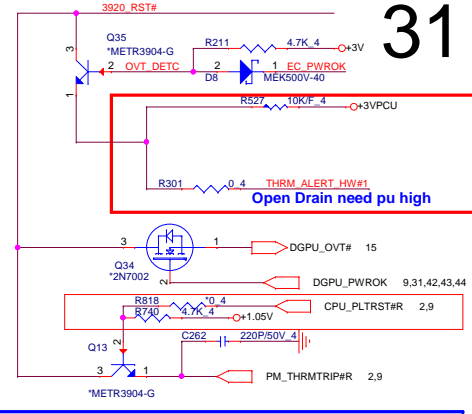 3920_RST#
31
Q35
*METR3904-G
3
2
1
OVT_DETC
R211
4.7K_4
+3V
2
1
EC_PWROK
D8
MEK500V-40
R527
10K/F_4
+3VPCU
R301
0_4
THRM_ALERT_HW#1
Open Drain need pu high
3
1
DGPU_OVT#
15
Q34
*2N7002
2
DGPU_PWROK
9,31,42,43,44
R818
*0_4
CPU_PLTRST#R
2,9
R740
4.7K_4
+1.05V
Q13
2
C262
220P/50V_4
3
1
PM_THRMTRIP#R
2,9
*METR3904-G